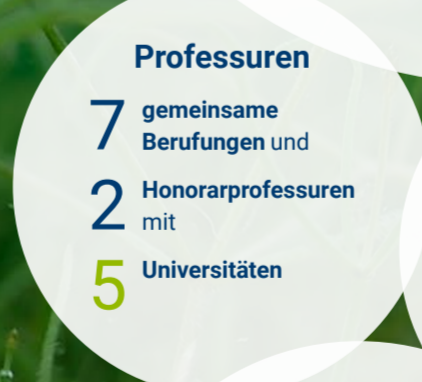 Professuren
7 gemeinsame
Berufungen und
2 Honorarprofessuren
mit
5 Universitäten